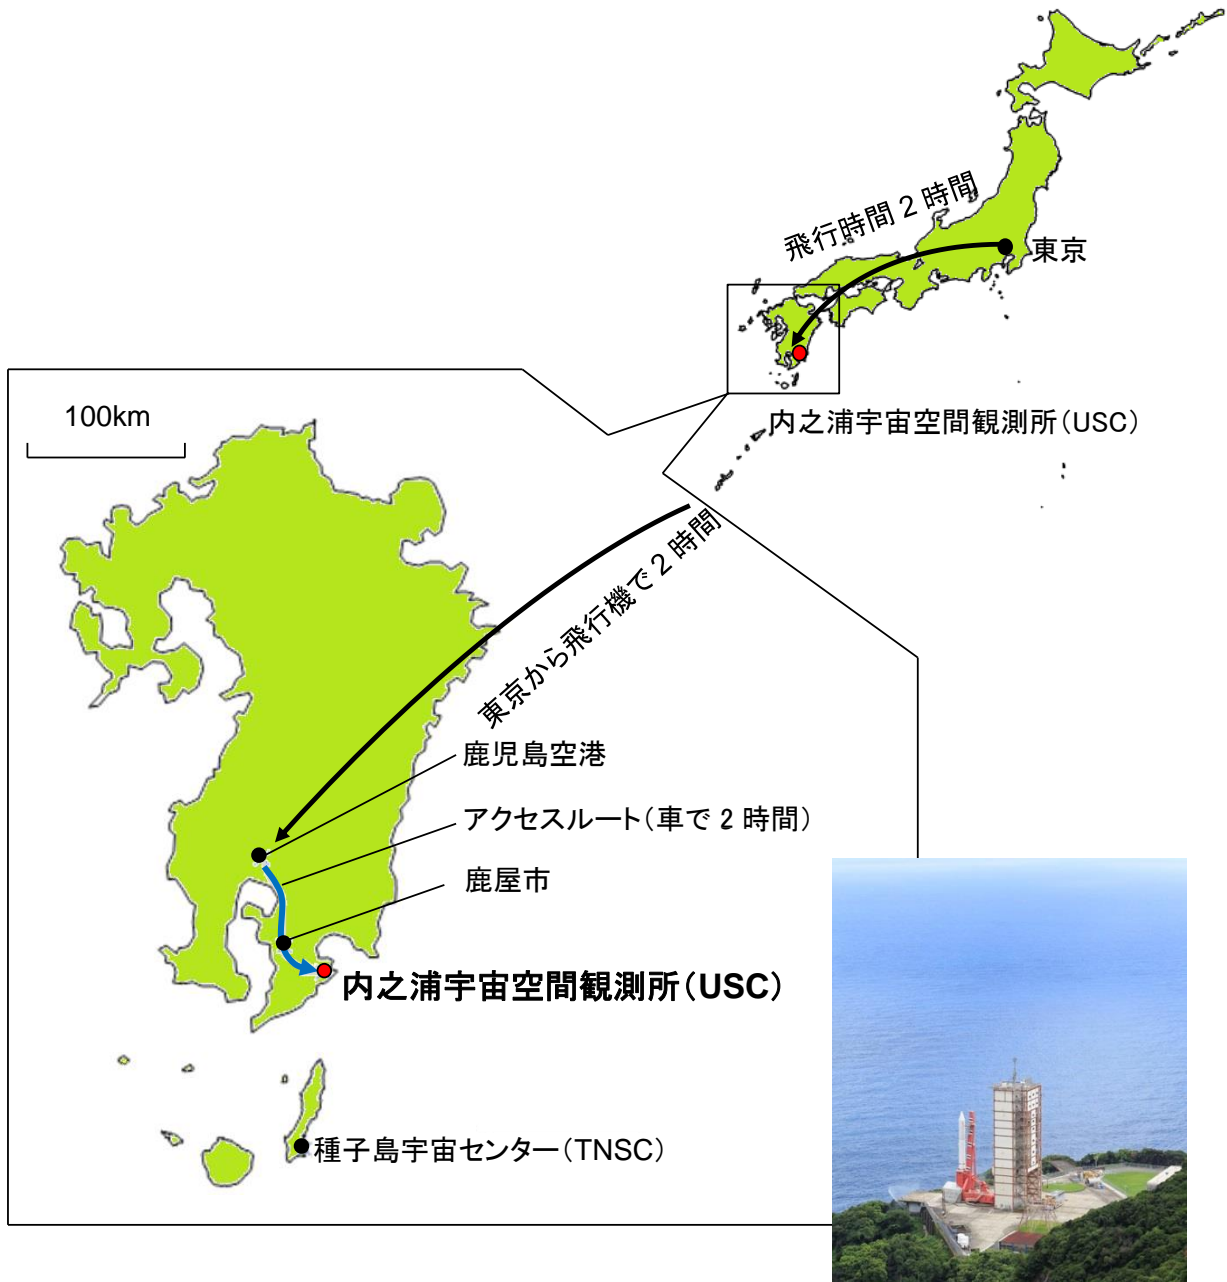 飛行時間 2 時間
東京
内之浦宇宙空間観測所(USC)
100km
東京から飛行機で 2 時間
鹿児島空港
アクセスルート(車で 2 時間)
鹿屋市
内之浦宇宙空間観測所(USC)
種子島宇宙センター(TNSC)